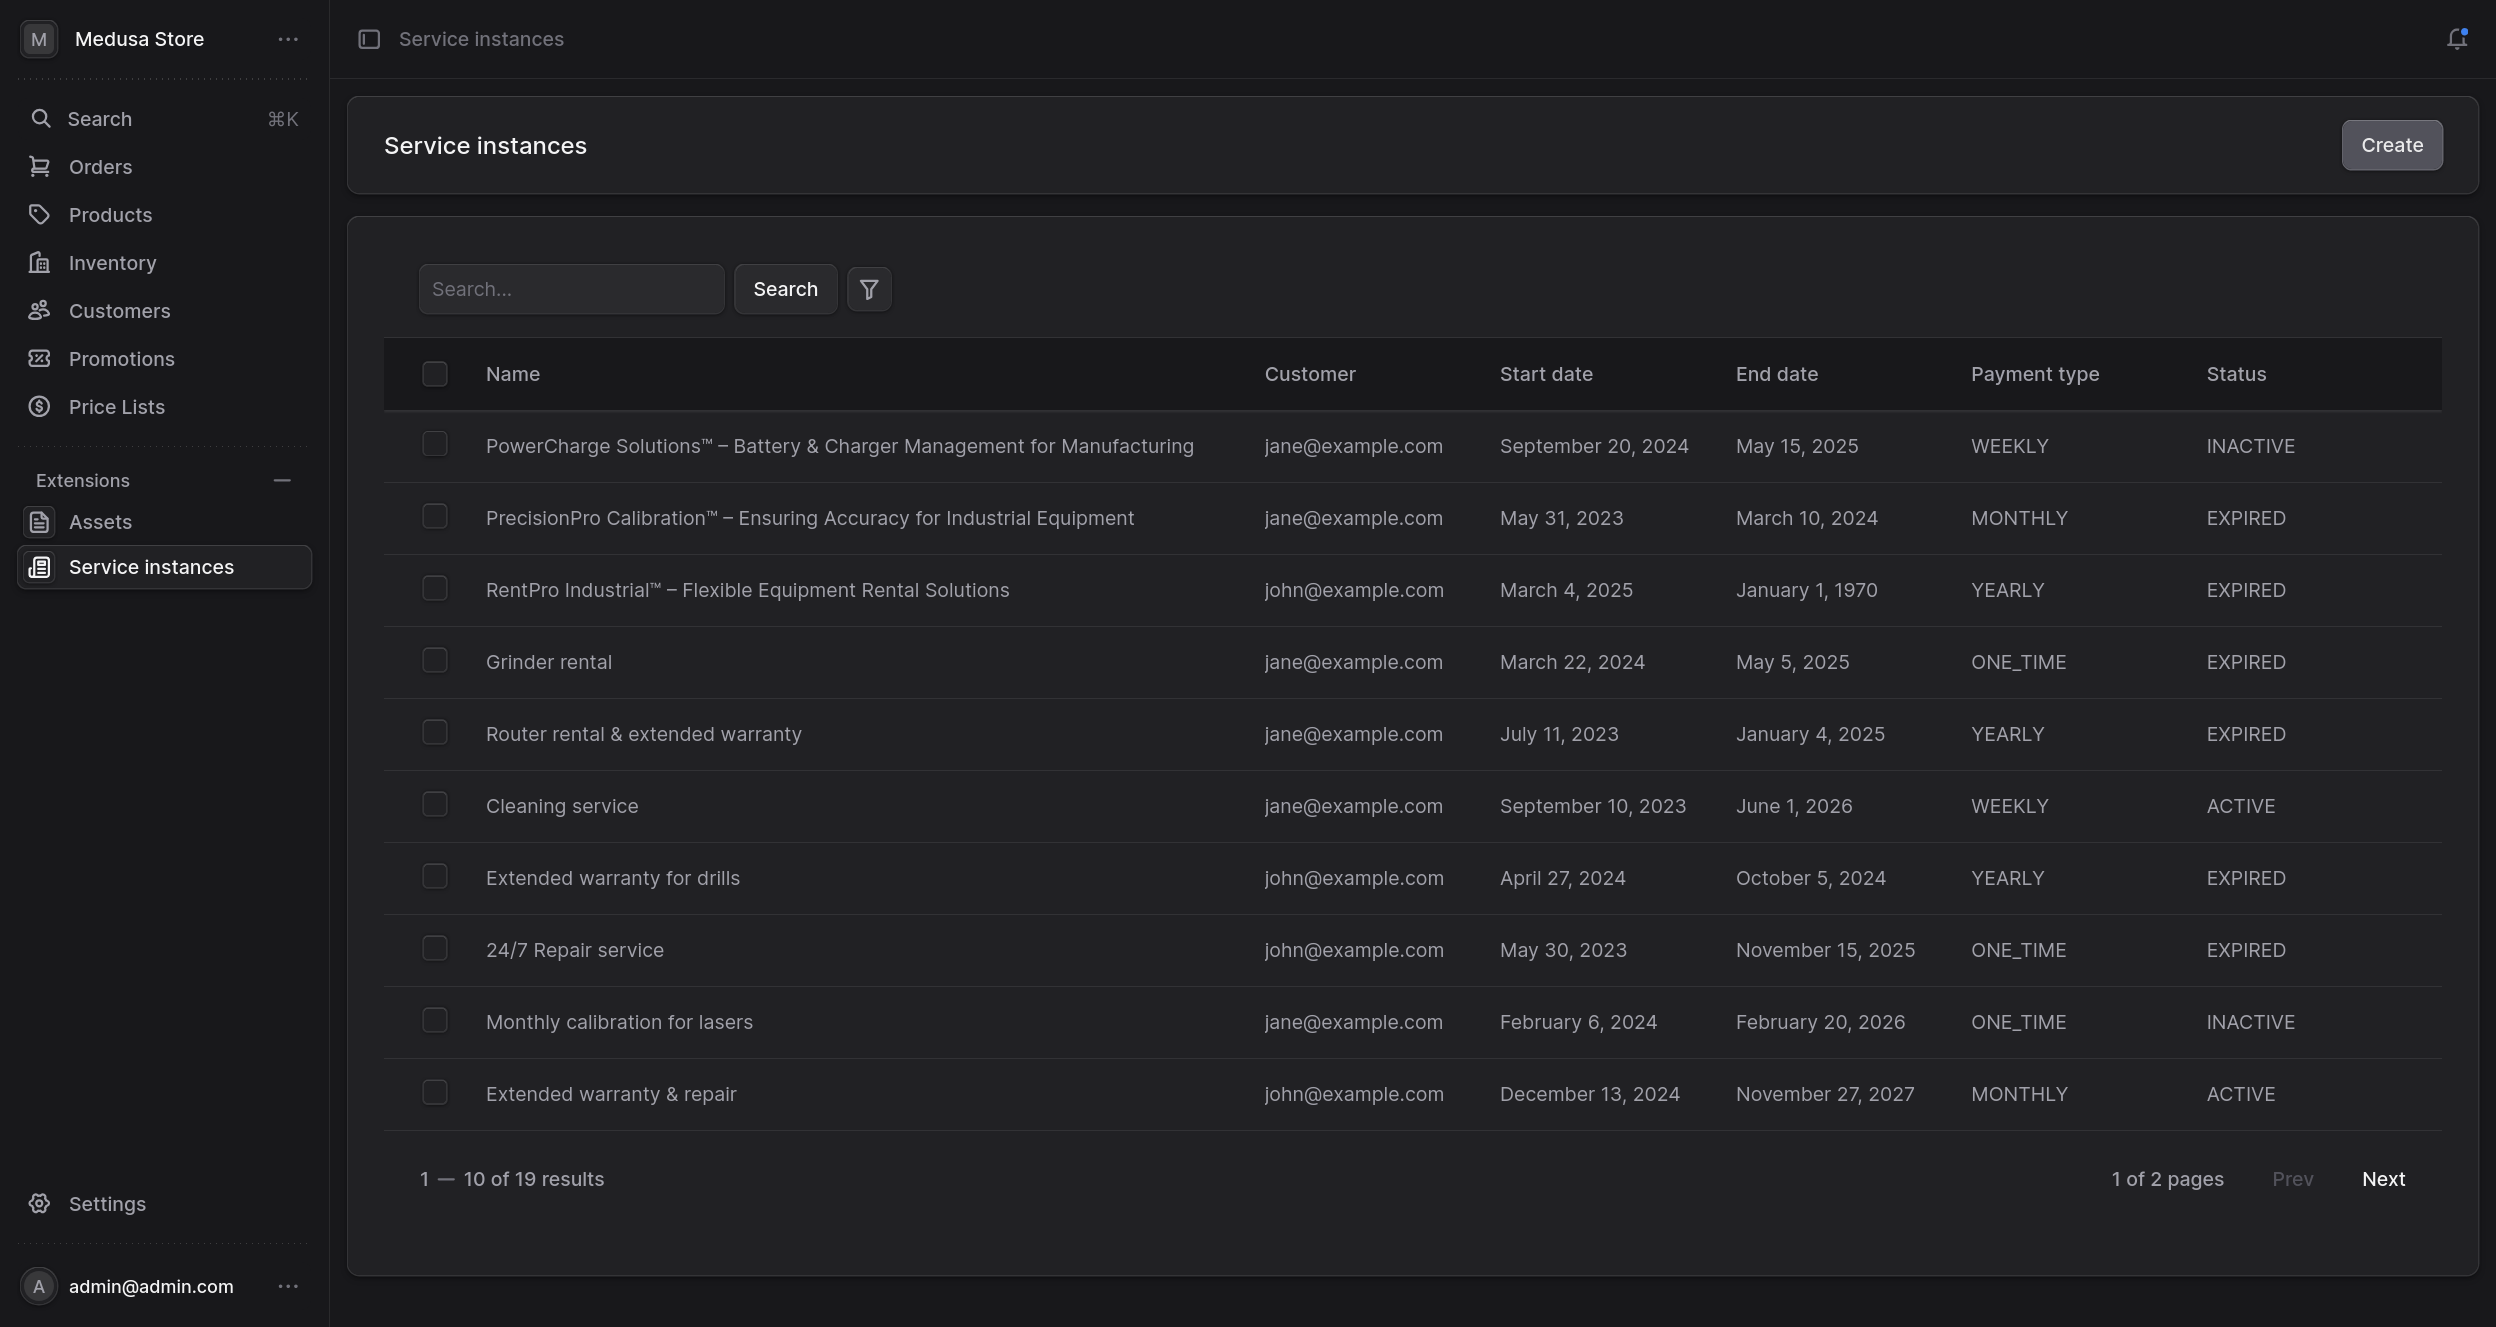 M Medusa Store ...
Service instances
Search ⌘K
Orders
Products
Inventory
Customers
Promotions
Price Lists
Extensions
Assets
Service instances
Settings
A admin@admin.com ...
Service instances Create
Search... Search
Name Customer Start date End date Payment type Status
PowerCharge Solutions™ – Battery & Charger Management for Manufacturing jane@example.com September 20, 2024 May 15, 2025 WEEKLY INACTIVE
PrecisionPro Calibration™ – Ensuring Accuracy for Industrial Equipment jane@example.com May 31, 2023 March 10, 2024 MONTHLY EXPIRED
RentPro Industrial™ – Flexible Equipment Rental Solutions john@example.com March 4, 2025 January 1, 1970 YEARLY EXPIRED
Grinder rental jane@example.com March 22, 2024 May 5, 2025 ONE_TIME EXPIRED
Router rental & extended warranty jane@example.com July 11, 2023 January 4, 2025 YEARLY EXPIRED
Cleaning service jane@example.com September 10, 2023 June 1, 2026 WEEKLY ACTIVE
Extended warranty for drills john@example.com April 27, 2024 October 5, 2024 YEARLY EXPIRED
24/7 Repair service john@example.com May 30, 2023 November 15, 2025 ONE_TIME EXPIRED
Monthly calibration for lasers jane@example.com February 6, 2024 February 20, 2026 ONE_TIME INACTIVE
Extended warranty & repair john@example.com December 13, 2024 November 27, 2027 MONTHLY ACTIVE
1 — 10 of 19 results 1 of 2 pages Prev Next